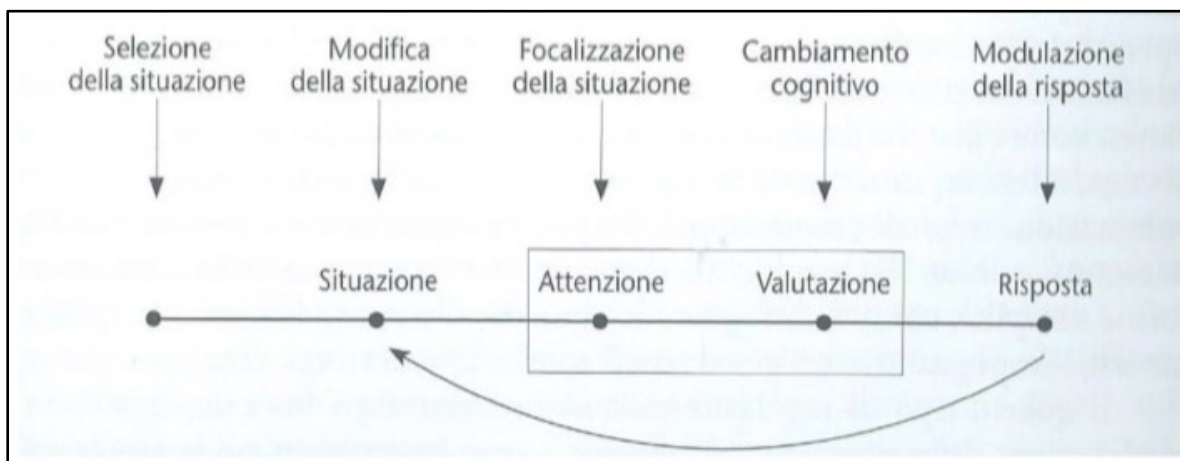 Selezione
della situazione
Modifica
della situazione
Focalizzazione
della situazione
Cambiamento
cognitivo
Modulazione
della risposta
Situazione
Attenzione
Valutazione
Risposta